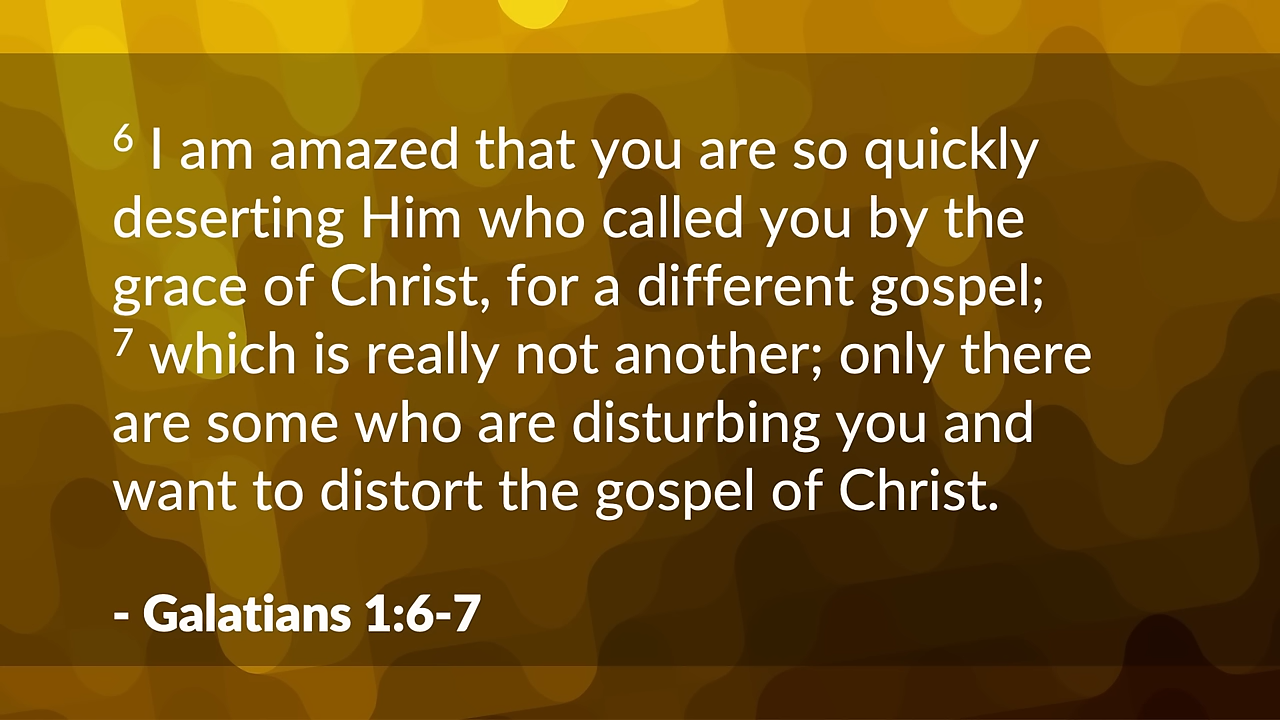 ⁶ I am amazed that you are so quickly
deserting Him who called you by the
grace of Christ, for a different gospel;
⁷ which is really not another; only there
are some who are disturbing you and
want to distort the gospel of Christ.
- Galatians 1:6-7